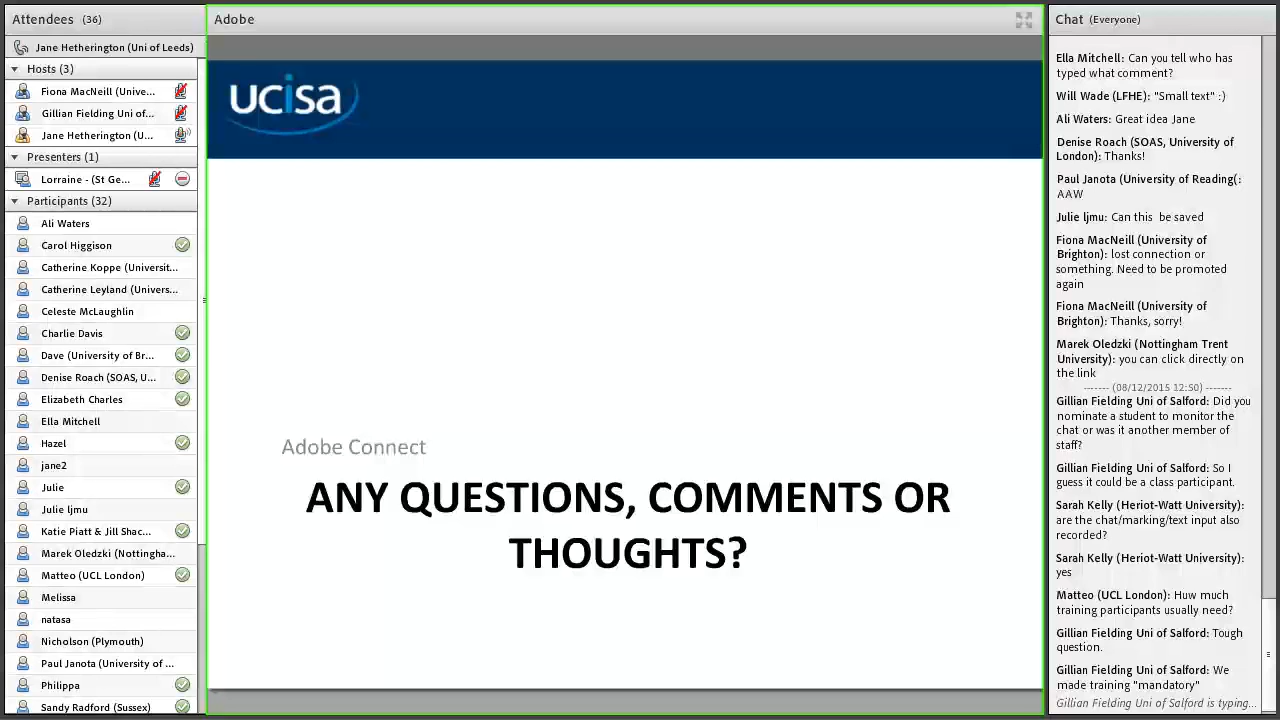 Attendees (36)
Jane Hetherington (Uni of Leeds)
Hosts (3)
Fiona MacNeill (Unive...
Gillian Fielding Uni of...
Jane Hetherington (U...
Presenters (1)
Lorraine - (St Ge...
Participants (32)
Ali Waters
Carol Higgison
Catherine Koppe (Universit...
Catherine Leyland (Univers...
Celeste McLaughlin
Charlie Davis
Dave (University of Br...
Denise Roach (SOAS, U...
Elizabeth Charles
Ella Mitchell
Hazel
jane2
Julie
Julie ljmu
Katie Piatt & Jill Shac...
Marek Oledzki (Nottingha...
Matteo (UCL London)
Melissa
natasa
Nicholson (Plymouth)
Paul Janota (University of ...
Philippa
Sandy Radford (Sussex)
Adobe
ucisa
Adobe Connect
ANY QUESTIONS, COMMENTS OR
THOUGHTS?
Chat (Everyone)
Ella Mitchell: Can you tell who has
typed what comment?
Will Wade (LFHE): "Small text" :)
Ali Waters: Great idea Jane
Denise Roach (SOAS, University of
London): Thanks!
Paul Janota (University of Reading(:
AAW
Julie ljmu: Can this be saved
Fiona MacNeill (University of
Brighton): lost connection or
something. Need to be promoted
again
Fiona MacNeill (University of
Brighton): Thanks, sorry!
Marek Oledzki (Nottingham Trent
University): you can click directly on
the link
------- (08/12/2015 12:50) -------
Gillian Fielding Uni of Salford: Did you
nominate a student to monitor the
chat or was it another member of
staff?
Gillian Fielding Uni of Salford: So I
guess it could be a class participant.
Sarah Kelly (Heriot-Watt University):
are the chat/marking/text input also
recorded?
Sarah Kelly (Heriot-Watt University):
yes
Matteo (UCL London): How much
training participants usually need?
Gillian Fielding Uni of Salford: Tough
question.
Gillian Fielding Uni of Salford: We
made training "mandatory"
Gillian Fielding Uni of Salford is typing...